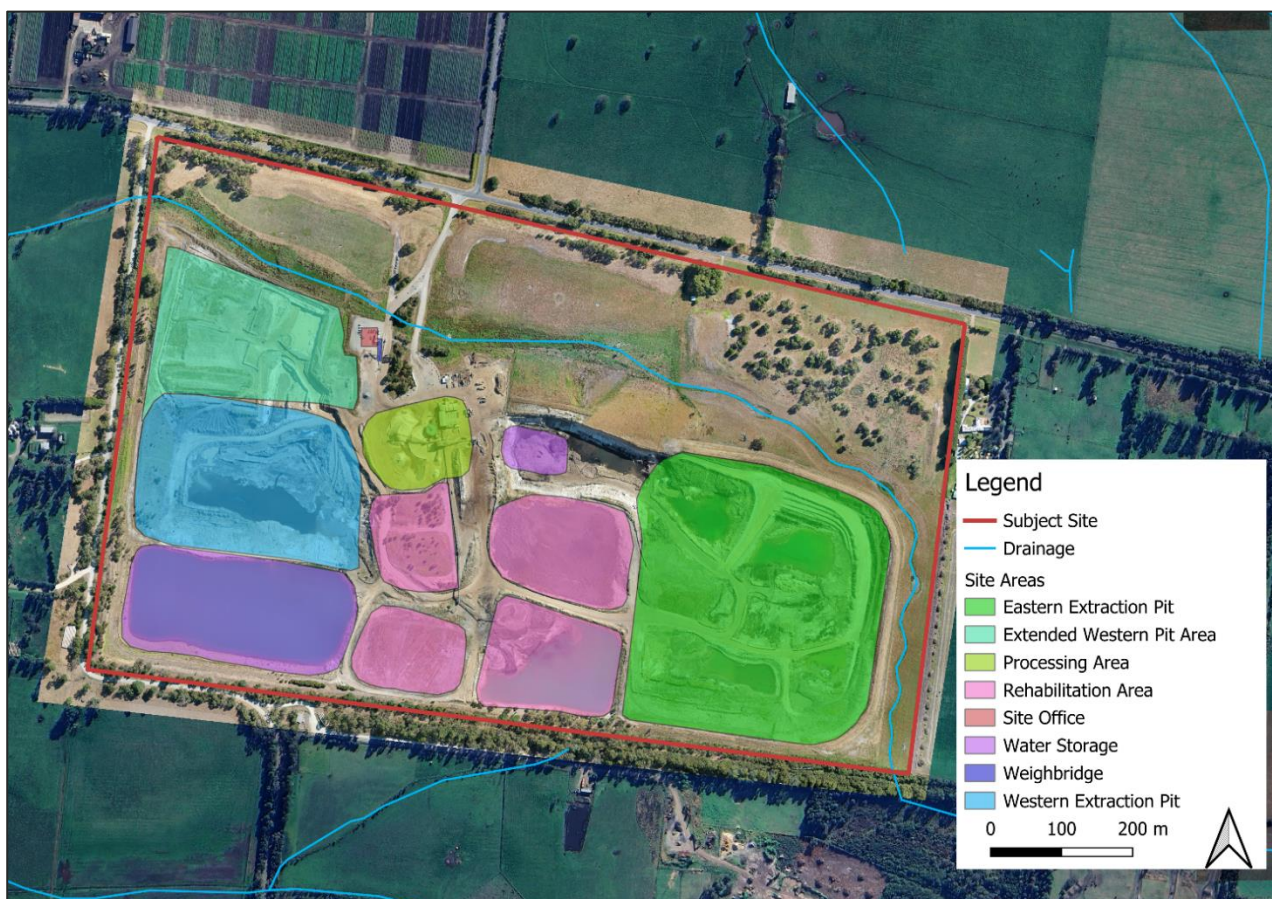 Legend
Subject Site
Drainage
Site Areas
Eastern Extraction Pit
Extended Western Pit Area
Processing Area
Rehabilitation Area
Site Office
Water Storage
Weighbridge
Western Extraction Pit
0 100 200 m